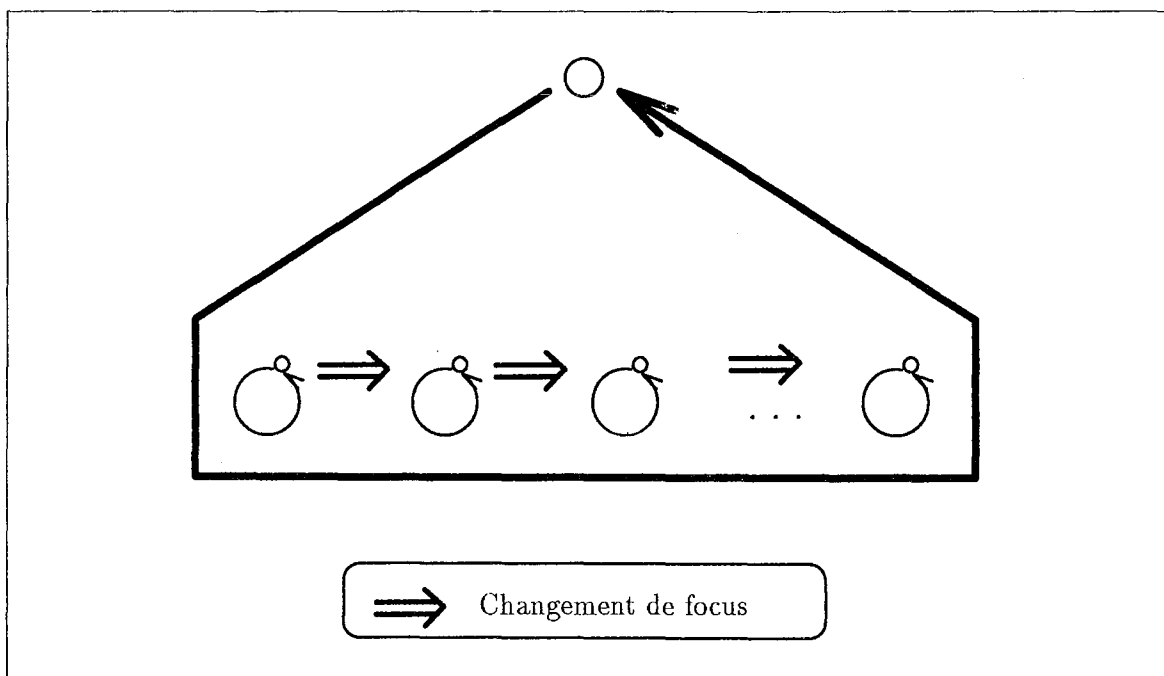 . . .
Changement de focus